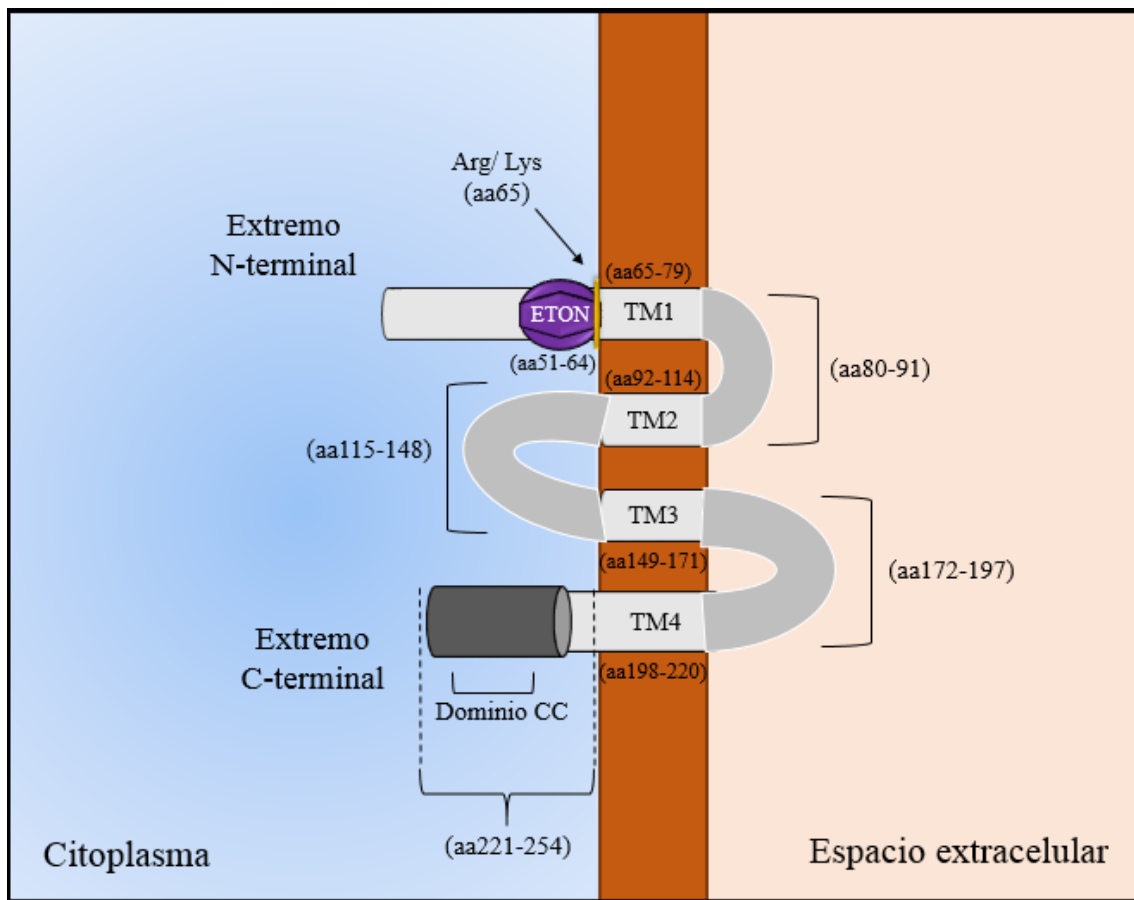 Arg/ Lys
(aa65)
Extremo
N-terminal
(aa65-79)
ETON
TM1
(aa51-64)
(aa80-91)
(aa92-114)
TM2
(aa115-148)
TM3
(aa149-171)
(aa172-197)
TM4
Extremo
C-terminal
(aa198-220)
Dominio CC
(aa221-254)
Citoplasma
Espacio extracelular